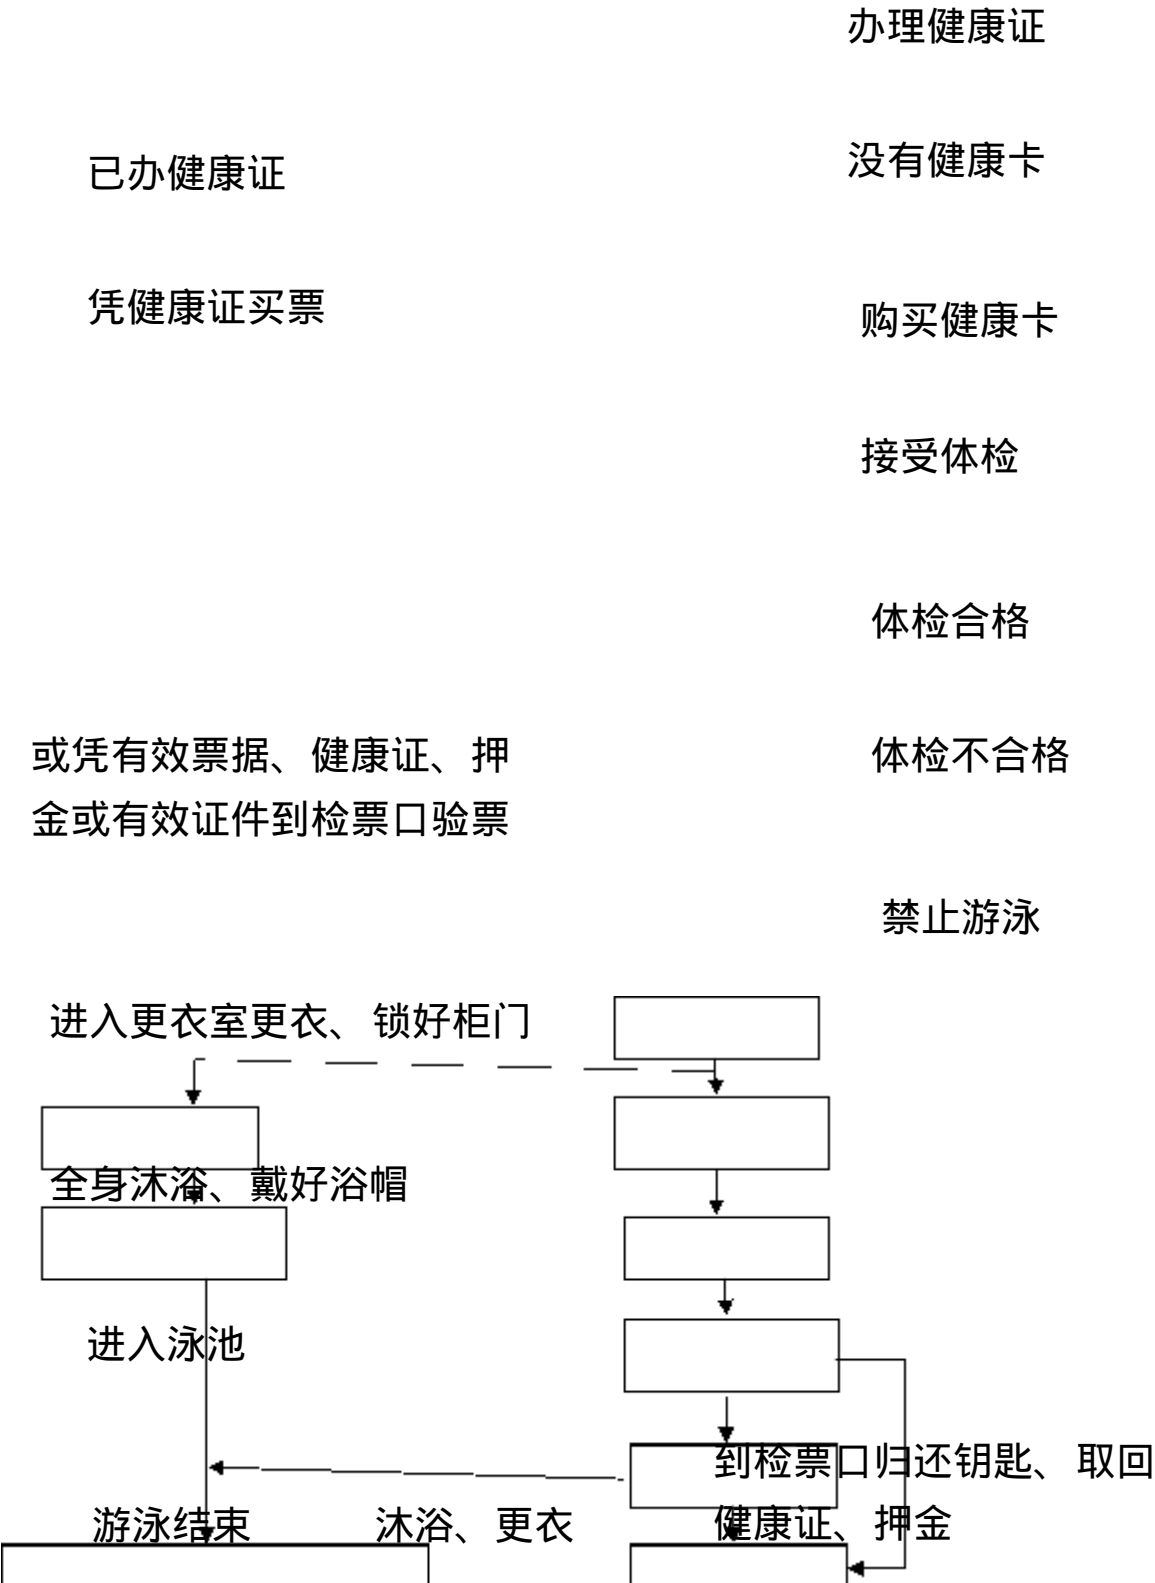 办理健康证
没有健康卡
已办健康证
凭健康证买票
购买健康卡
接受体检
体检合格
或凭有效票据、健康证、押
金或有效证件到检票口验票
体检不合格
禁止游泳
进入更衣室更衣、锁好柜门
全身沐浴、戴好浴帽
进入泳池
到检票口归还钥匙、取回
健康证、押金
游泳结束
沐浴、更衣